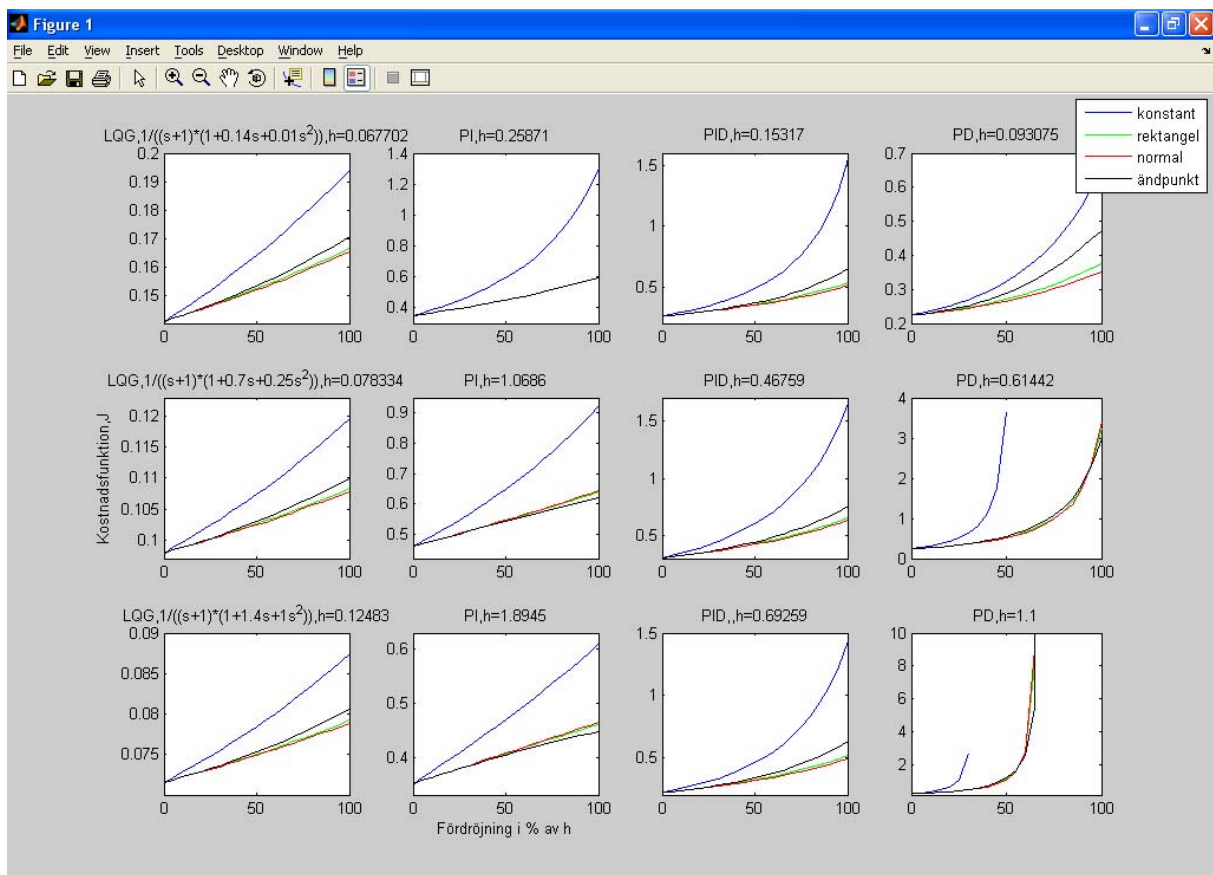 Figure 1
File Edit View Insert Tools Desktop Window Help
LQG,1/((s+1)*(1+0.14s+0.01s²)),h=0.067702
0.2
0.19
0.18
0.17
0.16
0.15
0 50 100
PI,h=0.25871
1.4
1.2
1
0.8
0.6
0.4
0 50 100
PID,h=0.15317
1.5
1
0.5
0 50 100
PD,h=0.093075
0.7
0.6
0.5
0.4
0.3
0.2
0 50 100
konstant
rektangel
normal
ändpunkt
LQG,1/((s+1)*(1+0.7s+0.25s²)),h=0.078334
Kostnadsfunktion,J
0.12
0.115
0.11
0.105
0.1
0 50 100
PI,h=1.0686
0.9
0.8
0.7
0.6
0.5
0 50 100
PID,h=0.46759
1.5
1
0.5
0 50 100
PD,h=0.61442
4
3
2
1
0
0 50 100
LQG,1/((s+1)*(1+1.4s+1s²)),h=0.12483
0.09
0.085
0.08
0.075
0 50 100
PI,h=1.8945
0.6
0.5
0.4
0 50 100
Fördröjning i % av h
PID,,h=0.69259
1.5
1
0.5
0 50 100
PD,h=1.1
10
8
6
4
2
0 50 100